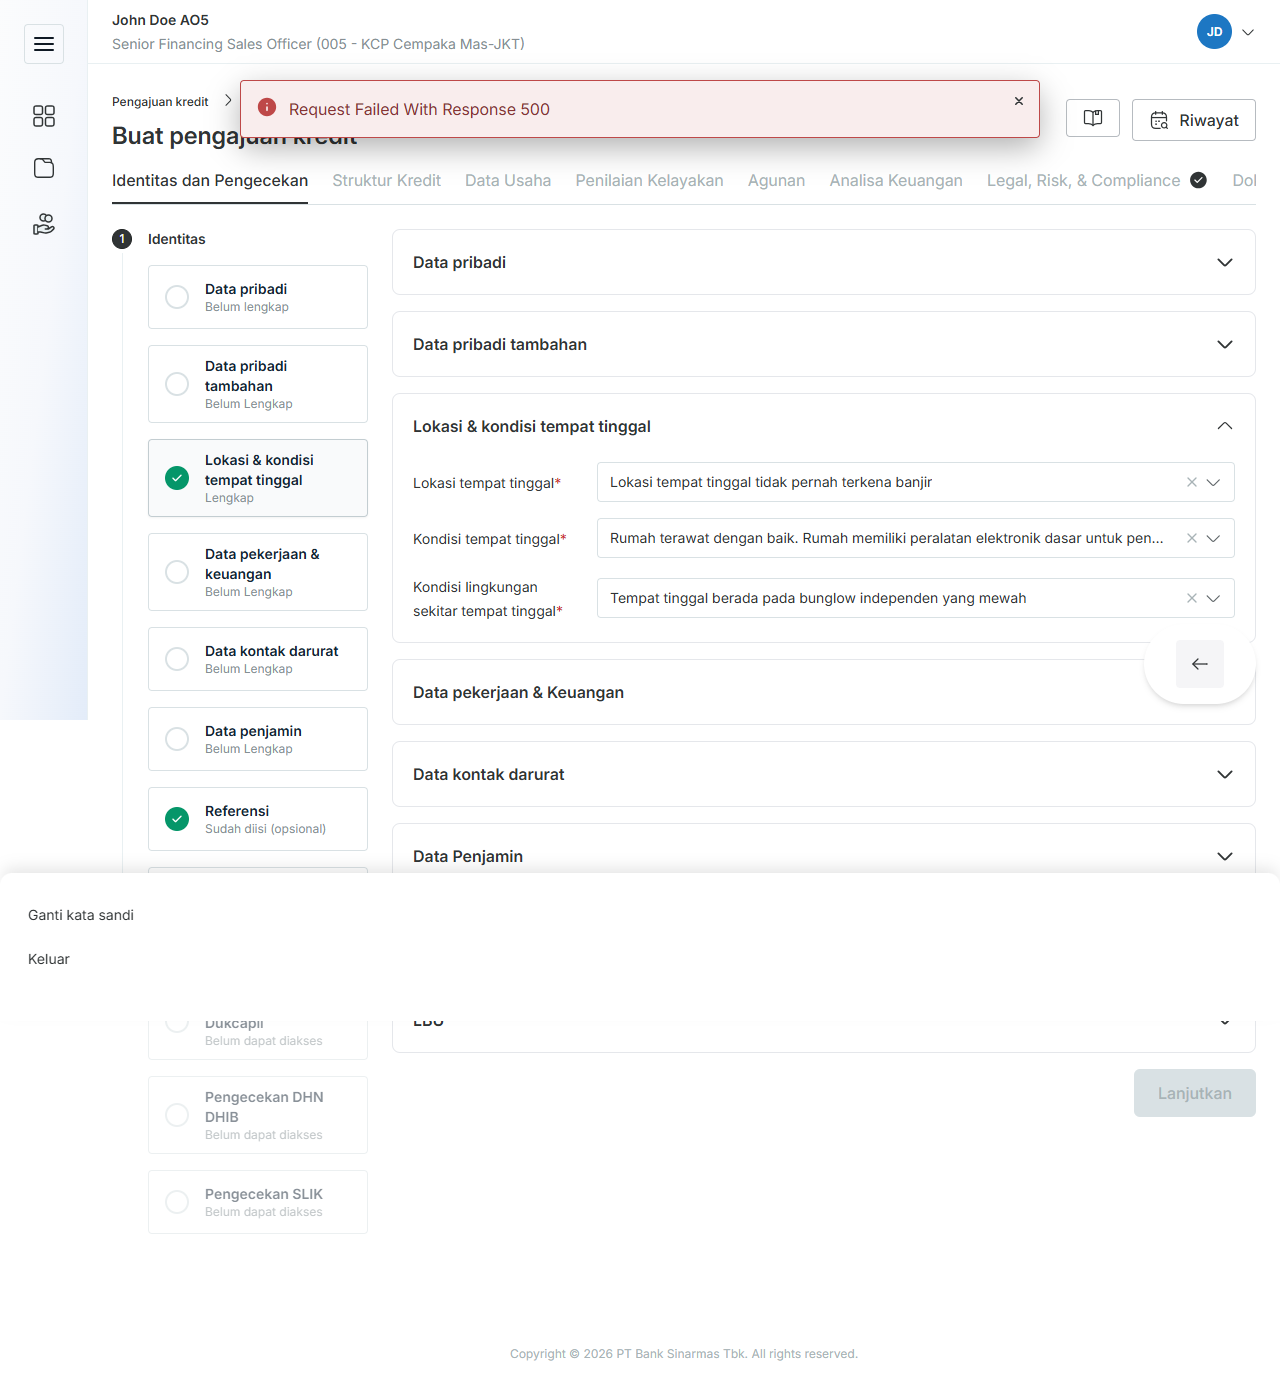 John Doe AO5
Senior Financing Sales Officer (005 - KCP Cempaka Mas-JKT)
JD
Pengajuan kredit
Request Failed With Response 500
Buat pengajuan kredit
Riwayat
Identitas dan Pengecekan
Struktur Kredit
Data Usaha
Penilaian Kelayakan
Agunan
Analisa Keuangan
Legal, Risk, & Compliance
Dol
1
Identitas
Data pribadi
Belum lengkap
Data pribadi
tambahan
Belum Lengkap
Lokasi & kondisi
tempat tinggal
Lengkap
Data pekerjaan &
keuangan
Belum Lengkap
Data kontak darurat
Belum Lengkap
Data penjamin
Belum Lengkap
Referensi
Sudah diisi (opsional)
Data pribadi
Data pribadi tambahan
Lokasi & kondisi tempat tinggal
Lokasi tempat tinggal*
Lokasi tempat tinggal tidak pernah terkena banjir
Kondisi tempat tinggal*
Rumah terawat dengan baik. Rumah memiliki peralatan elektronik dasar untuk pen...
Kondisi lingkungan
sekitar tempat tinggal*
Tempat tinggal berada pada bunglow independen yang mewah
Data pekerjaan & Keuangan
Data kontak darurat
Data Penjamin
Ganti kata sandi
Keluar
Dukcapil
Belum dapat diakses
Pengecekan DHN
DHIB
Belum dapat diakses
Pengecekan SLIK
Belum dapat diakses
Lanjutkan
Copyright © 2026 PT Bank Sinarmas Tbk. All rights reserved.